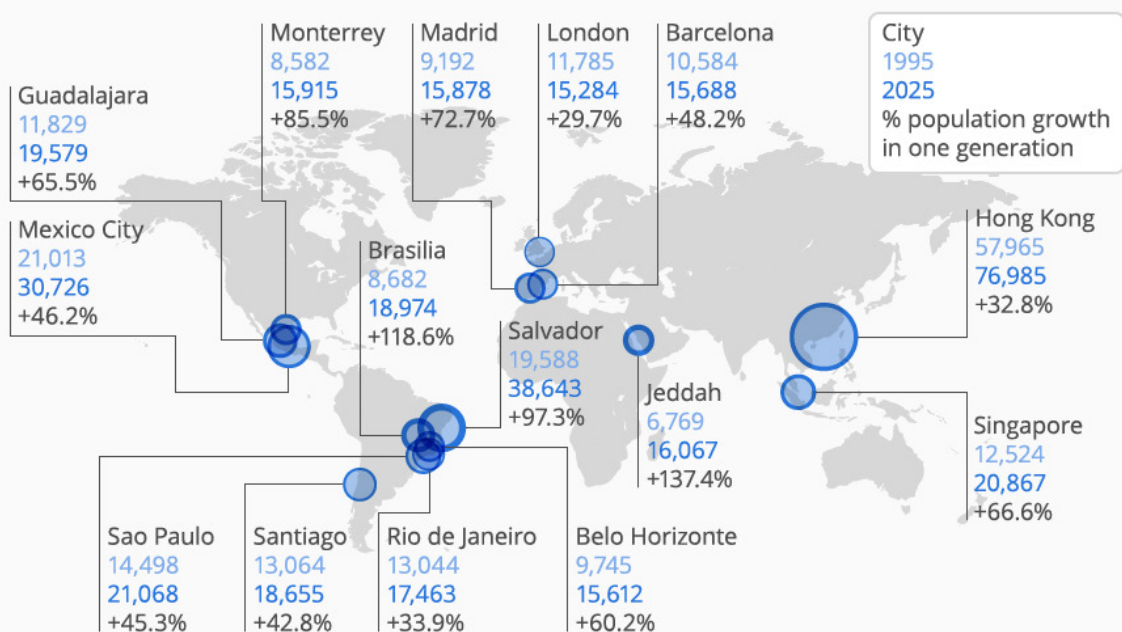 Monterrey
8,582
15,915
+85.5%
Madrid
9,192
15,878
+72.7%
London
11,785
15,284
+29.7%
Barcelona
10,584
15,688
+48.2%
City
1995
2025
% population growth
in one generation
Guadalajara
11,829
19,579
+65.5%
Mexico City
21,013
30,726
+46.2%
Brasilia
8,682
18,974
+118.6%
Salvador
19,588
38,643
+97.3%
Jeddah
6,769
16,067
+137.4%
Hong Kong
57,965
76,985
+32.8%
Singapore
12,524
20,867
+66.6%
Sao Paulo
14,498
21,068
+45.3%
Santiago
13,064
18,655
+42.8%
Rio de Janeiro
13,044
17,463
+33.9%
Belo Horizonte
9,745
15,612
+60.2%